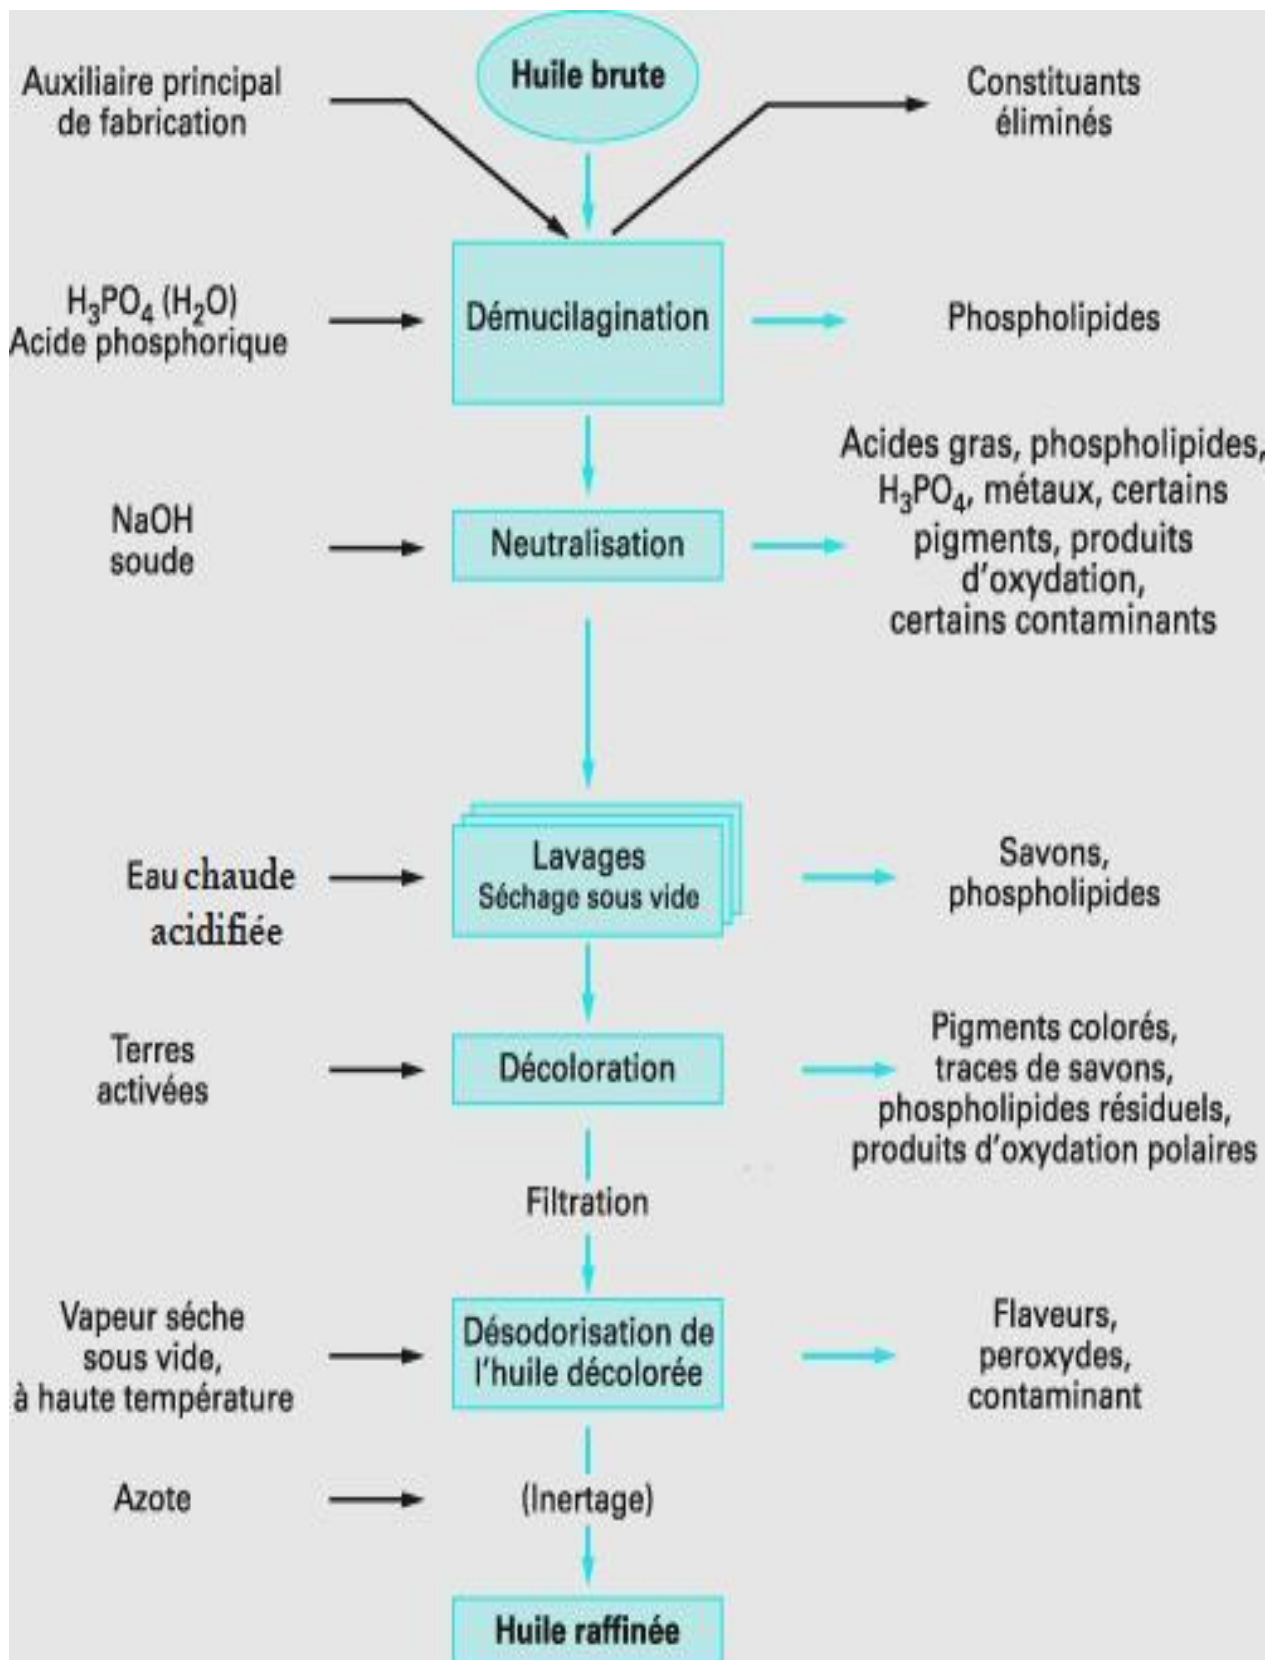 Huile brute
Auxiliaire principal
de fabrication
Constituants
éliminés
H₃PO₄ (H₂O)
Acide phosphorique
Démucilagination
Phospholipides
NaOH
soude
Neutralisation
Acides gras, phospholipides,
H₃PO₄, métaux, certains
pigments, produits
d'oxydation,
certains contaminants
Eau chaude
acidifiée
Lavages
Séchage sous vide
Savons,
phospholipides
Terres
activées
Décoloration
Pigments colorés,
traces de savons,
phospholipides résiduels,
produits d'oxydation polaires
Filtration
Vapeur séche
sous vide,
à haute température
Désodorisation de
l'huile décolorée
Flaveurs,
peroxydes,
contaminant
Azote
(Inertage)
Huile raffinée